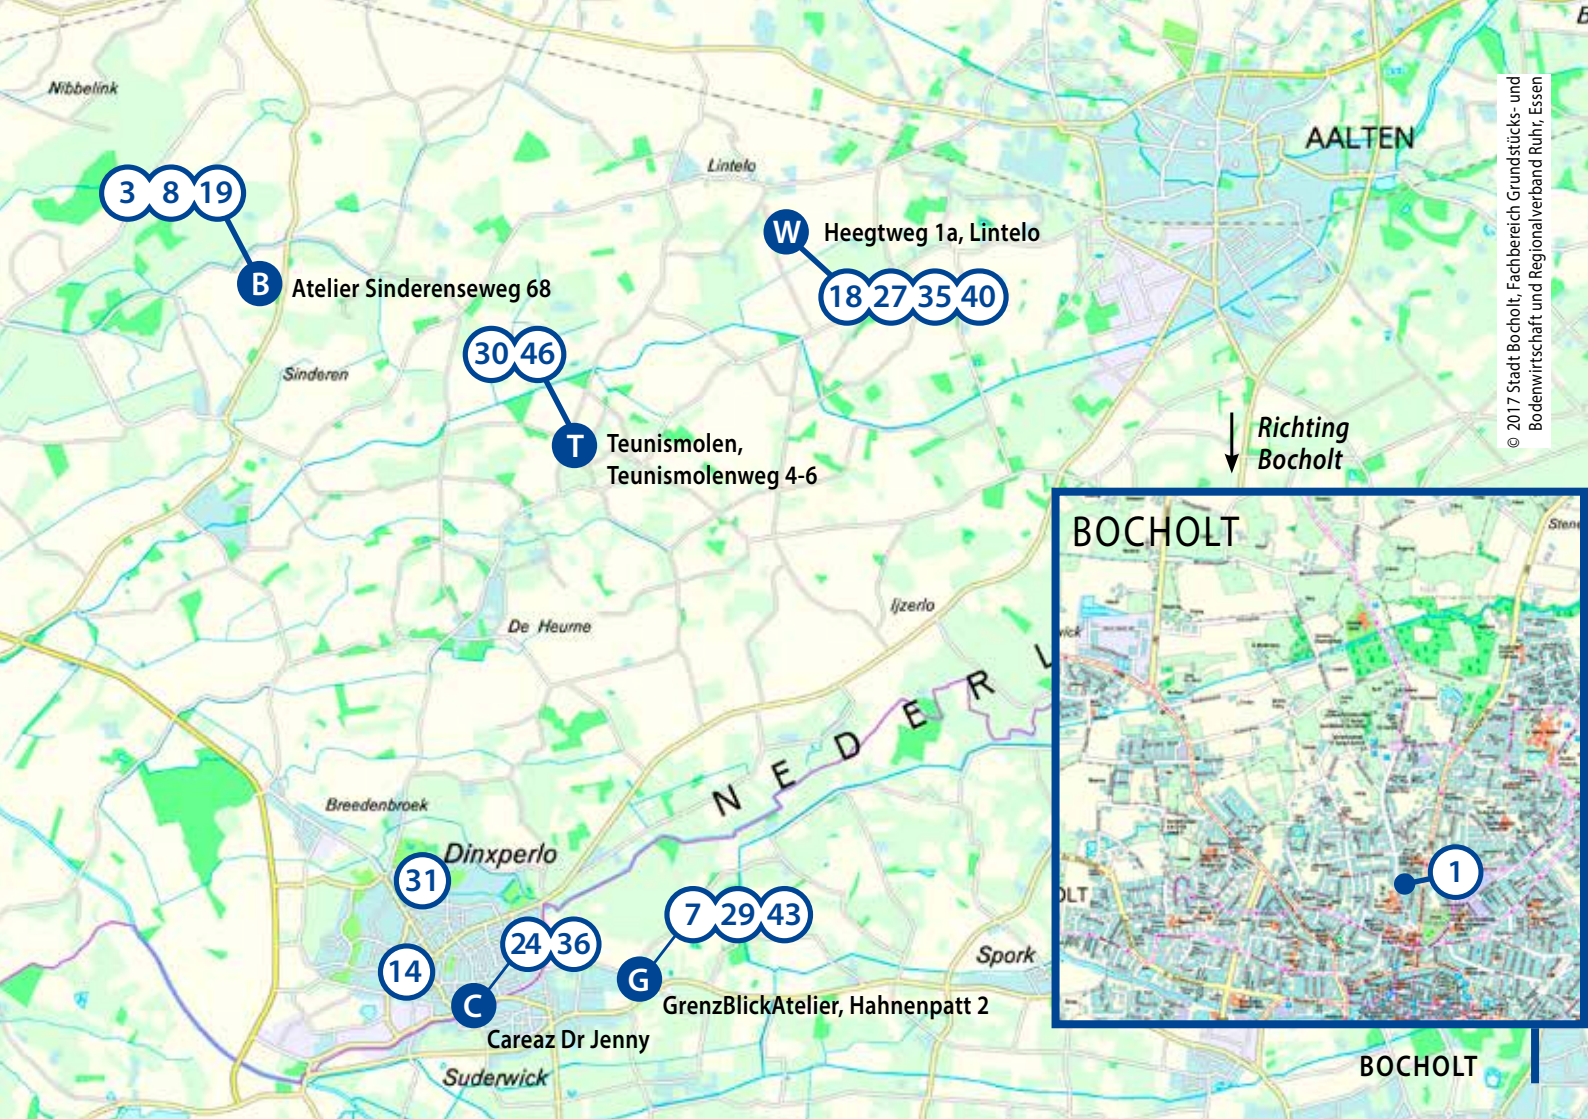 Nibbelink
AALTEN
© 2017 Stadt Bocholt, Fachbereich Grundstücks- und
Bodenwirtschaft und Regionalverband Ruhr, Essen
Lintelo
3 8 19
W Heegtweg 1a, Lintelo
B Atelier Sinderenseweg 68
18 27 35 40
30 46
Sinderen
T Teunismolen,
Teunismolenweg 4-6
Richting
Bocholt
BOCHOLT
Ijzerlo
De Heurne
NEDERL
Breedenbroek
Dinxperlo
31
1
7 29 43
24 36
14
Spork
G
GrenzBlickAtelier, Hahnenpatt 2
C
Careaz Dr Jenny
Suderwick
BOCHOLT